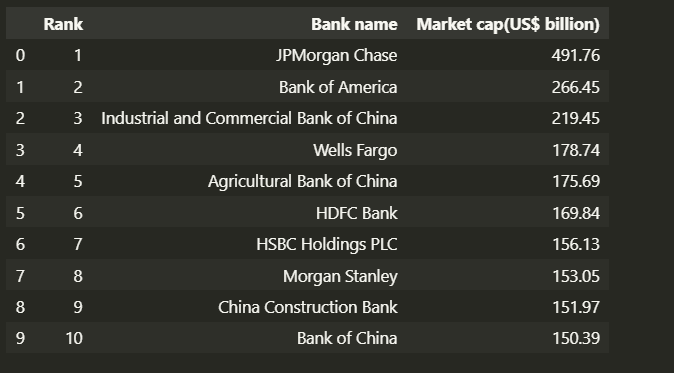 Rank Bank name Market cap(US$ billion)
0 1 JPMorgan Chase 491.76
1 2 Bank of America 266.45
2 3 Industrial and Commercial Bank of China 219.45
3 4 Wells Fargo 178.74
4 5 Agricultural Bank of China 175.69
5 6 HDFC Bank 169.84
6 7 HSBC Holdings PLC 156.13
7 8 Morgan Stanley 153.05
8 9 China Construction Bank 151.97
9 10 Bank of China 150.39